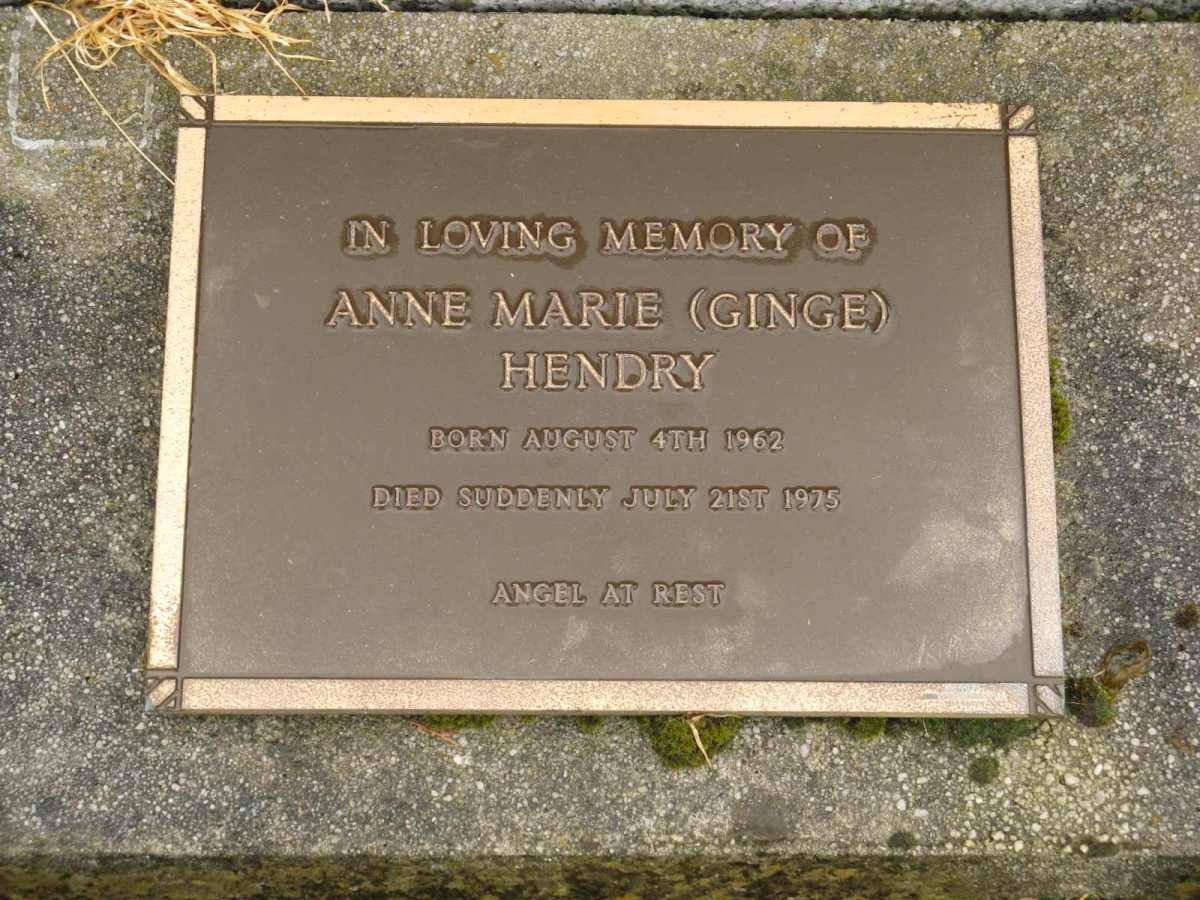 IN LOVING MEMORY OF
ANNE MARIE (GINGE)
HENDRY
BORN AUGUST 4TH 1962
DIED SUDDENLY JULY 21ST 1975
ANGEL AT REST